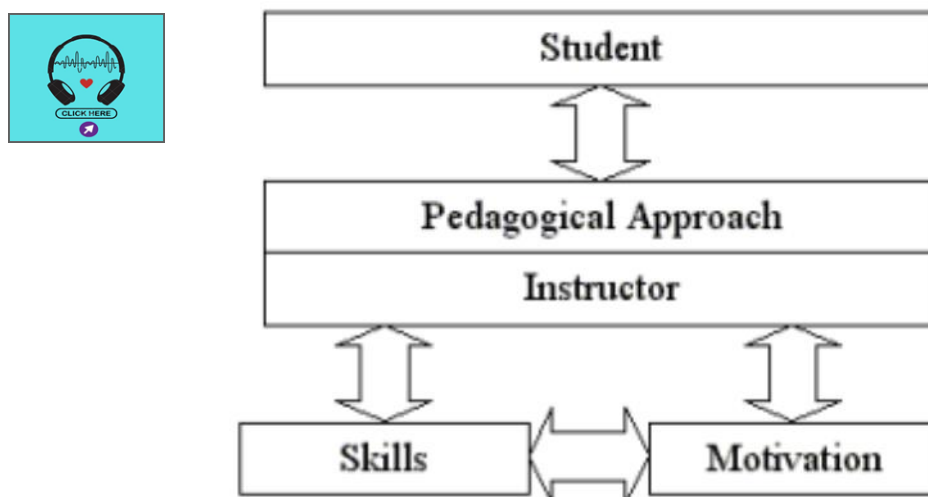 CLICK HERE
Student
Pedagogical Approach
Instructor
Skills
Motivation